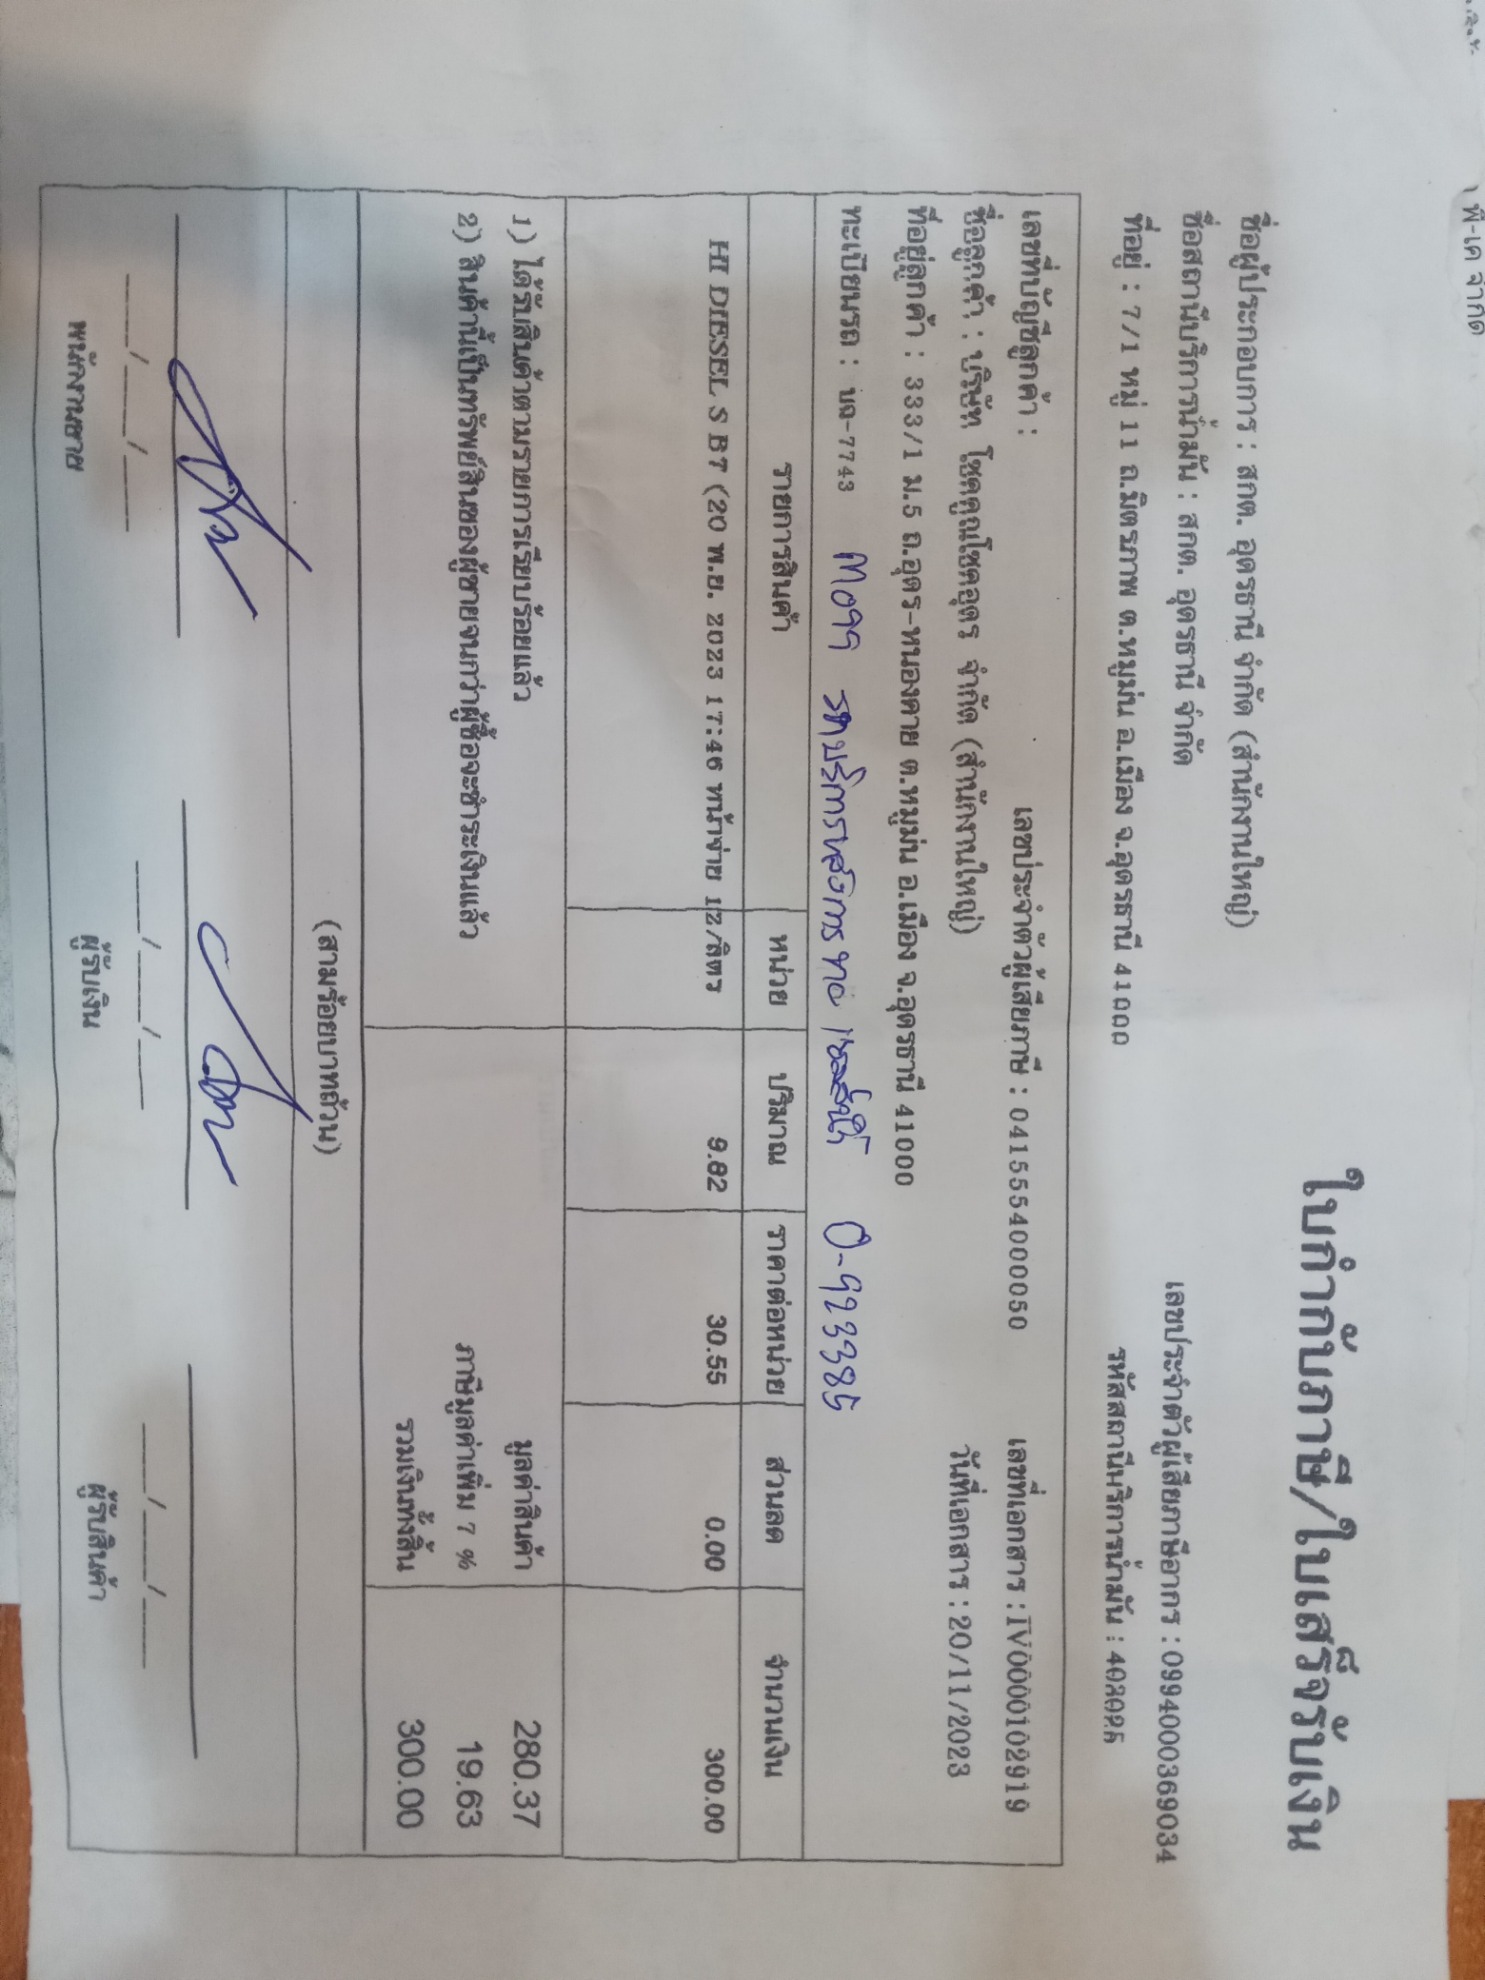 พี-เค จำกัด
ใบกำกับภาษี/ใบเสร็จรับเงิน
ชื่อผู้ประกอบการ : สกต. อุดรธานี จำกัด (สำนักงานใหญ่)
เลขประจำตัวผู้เสียภาษีอากร : 0994000369034
ชื่อสถานีบริการน้ำมัน : สกต. อุดรธานี จำกัด
รหัสสถานีบริการน้ำมัน :
ที่อยู่ : 7/1 หมู่ 11 ถ.มิตรภาพ ต.หมูม่น อ.เมือง จ.อุดรธานี 41000
เลขที่บัญชีลูกค้า : เลขประจำตัวผู้เสียภาษี : 0415554000050 เลขที่เอกสาร : IV0000102919
ชื่อลูกค้า : บริษัท โชคคูณโชคอุดร จำกัด (สำนักงานใหญ่) วันที่เอกสาร : 20/11/2023
ที่อยู่ลูกค้า : 333/1 ม.5 ถ.อุดร-หนองคาย ต.หมูม่น อ.เมือง จ.อุดรธานี 41000
ทะเบียนรถ : บฉ-7743 0-923385
รายการสินค้า หน่วย ปริมาณ ราคาต่อหน่วย ส่วนลด จำนวนเงิน
HI DIESEL S B7 (20 พ.ย. 2023 17:46 หน้าจ่าย 12/ลิตร 9.82 30.55 0.00 300.00
1) ได้รับสินค้าตามรายการเรียบร้อยแล้ว มูลค่าสินค้า 280.37
2) สินค้านี้เป็นทรัพย์สินของผู้ขายจนกว่าผู้ซื้อจะชำระเงินแล้ว ภาษีมูลค่าเพิ่ม 7 % 19.63
รวมเงินทั้งสิ้น 300.00
(สามร้อยบาทถ้วน)
___/___/___ ___/___/___ ___/___/___
พนักงานขาย ผู้รับเงิน ผู้รับสินค้า